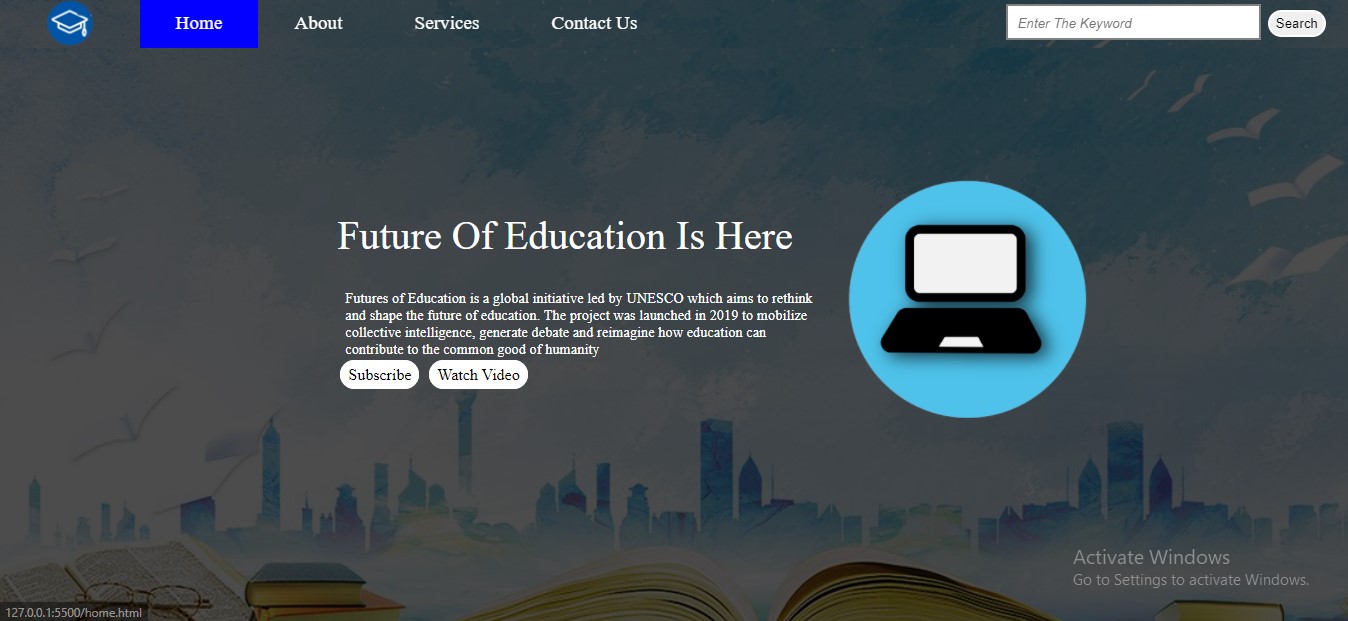 Home
About
Services
Contact Us
Enter The Keyword
Search
Future Of Education Is Here
Futures of Education is a global initiative led by UNESCO which aims to rethink
and shape the future of education. The project was launched in 2019 to mobilize
collective intelligence, generate debate and reimagine how education can
contribute to the common good of humanity
Subscribe
Watch Video
Activate Windows
Go to Settings to activate Windows.
127.0.0.1:5500/home.html